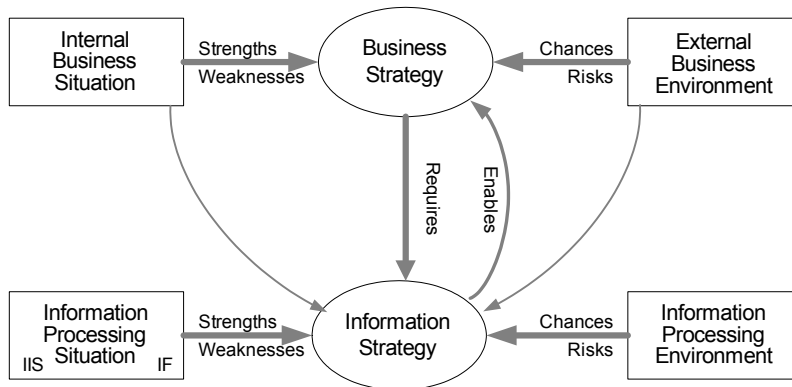 Internal
Business
Situation
Strengths
Weaknesses
Business
Strategy
Chances
Risks
External
Business
Environment
Requires
Enables
Information
Processing
Situation
IIS IF
Strengths
Weaknesses
Information
Strategy
Chances
Risks
Information
Processing
Environment